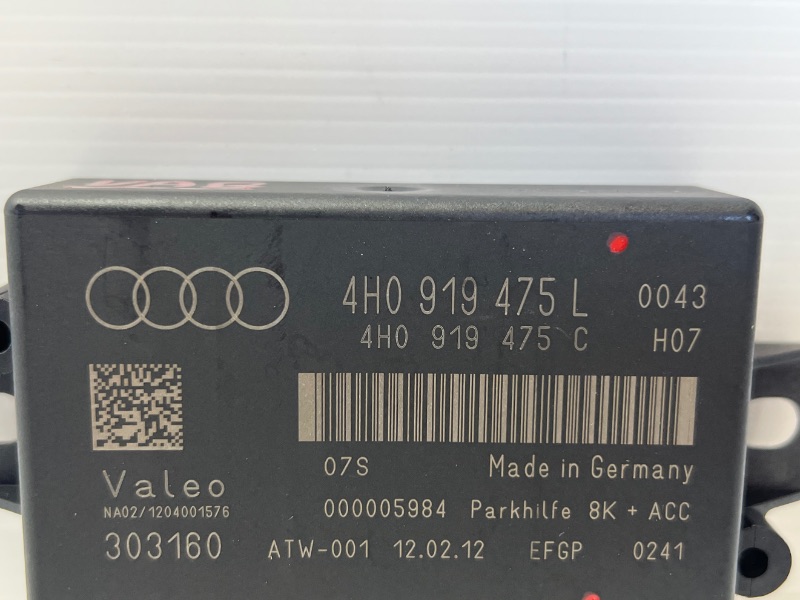 4H0 919 475 L 0043
4H0 919 475 C H07
07S Made in Germany
Valeo
NA02/1204001576
000005984 Parkhilfe 8K + ACC
303160 ATW-001 12.02.12 EFGP 0241